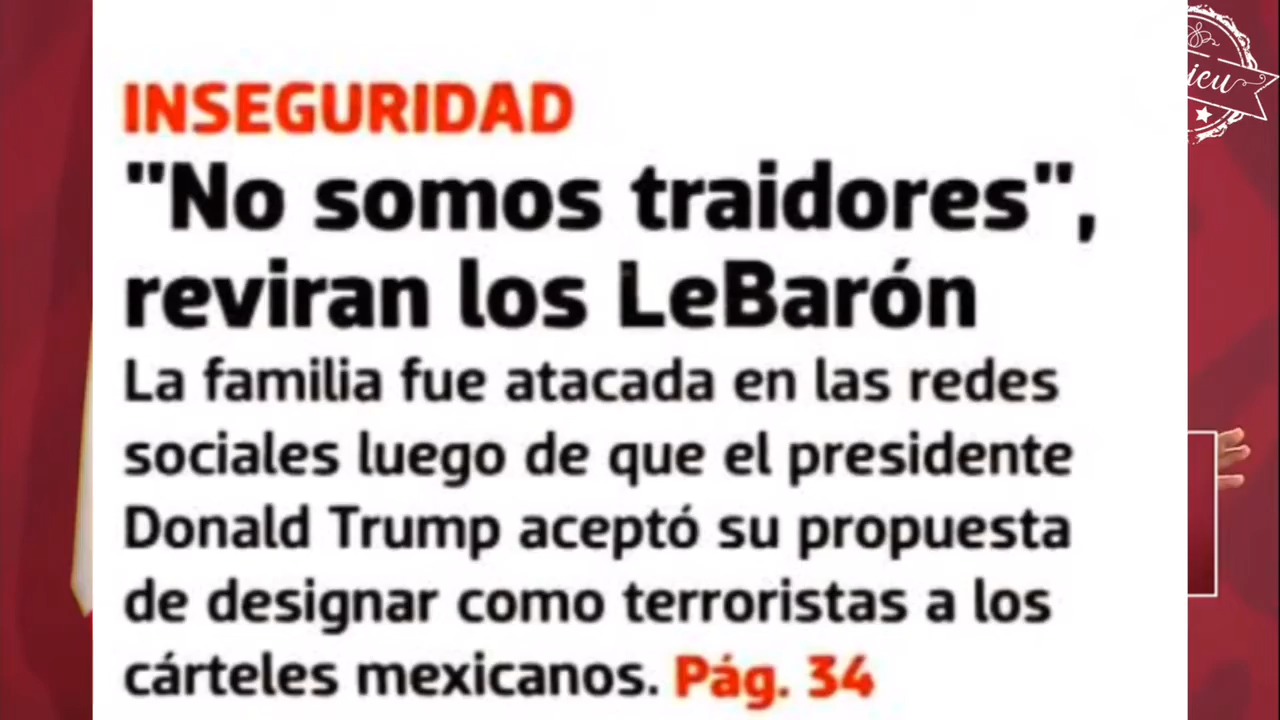 INSEGURIDAD
"No somos traidores",
reviran los LeBarón
La familia fue atacada en las redes
sociales luego de que el presidente
Donald Trump aceptó su propuesta
de designar como terroristas a los
cárteles mexicanos. Pág. 34